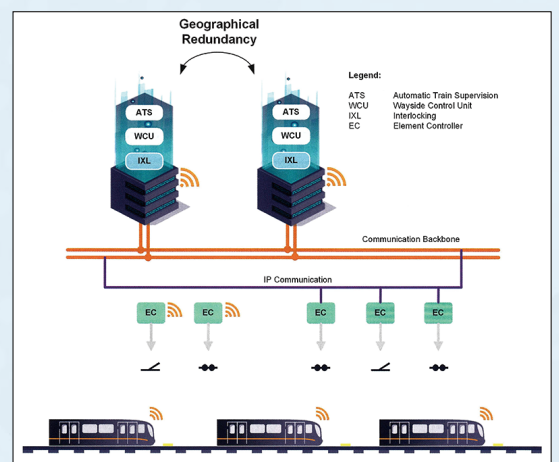 Geographical
Redundancy
Legend:
ATS Automatic Train Supervision
WCU Wayside Control Unit
IXL Interlocking
EC Element Controller
ATS ATS
WCU WCU
IXL IXL
Communication Backbone
IP Communication
EC EC EC EC EC